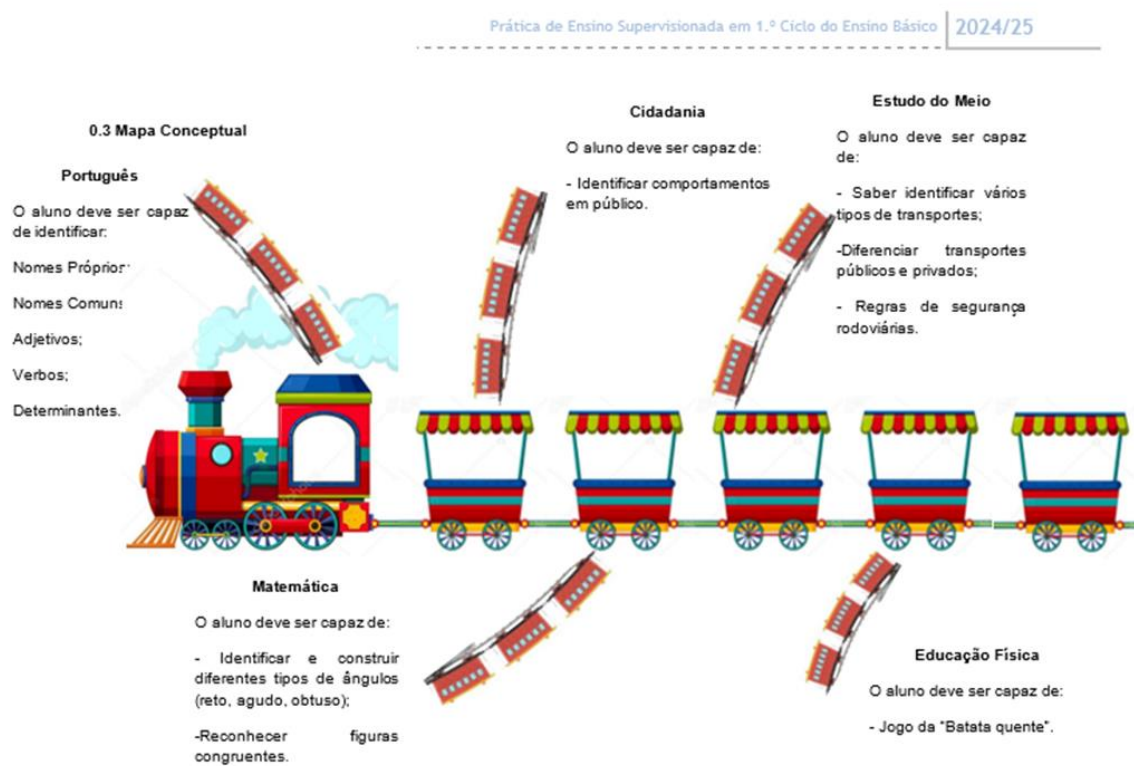 Prática de Ensino Supervisionada em 1.º Ciclo do Ensino Básico 2024/25
0.3 Mapa Conceptual
Português
O aluno deve ser capaz
de identificar:
Nomes Próprios
Nomes Comuns
Adjetivos;
Verbos;
Determinantes.
Cidadania
O aluno deve ser capaz de:
- Identificar comportamentos
em público.
Estudo do Meio
O aluno deve ser capaz
de:
- Saber identificar vários
tipos de transportes;
-Diferenciar transportes
públicos e privados;
- Regras de segurança
rodoviárias.
Matemática
O aluno deve ser capaz de:
- Identificar e construir
diferentes tipos de ângulos
(reto, agudo, obtuso);
-Reconhecer figuras
congruentes.
Educação Física
O aluno deve ser capaz de:
- Jogo da "Batata quente".